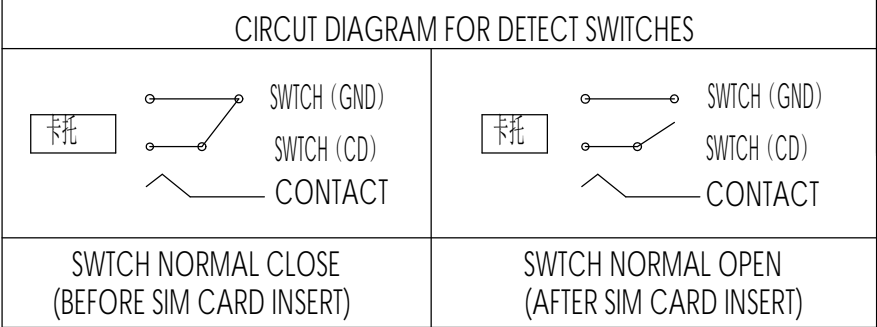 CIRCUT DIAGRAM FOR DETECT SWITCHES
卡托
SWTCH（GND）
SWTCH（CD）
CONTACT
卡托
SWTCH（GND）
SWTCH（CD）
CONTACT
SWTCH NORMAL CLOSE
(BEFORE SIM CARD INSERT)
SWTCH NORMAL OPEN
(AFTER SIM CARD INSERT)